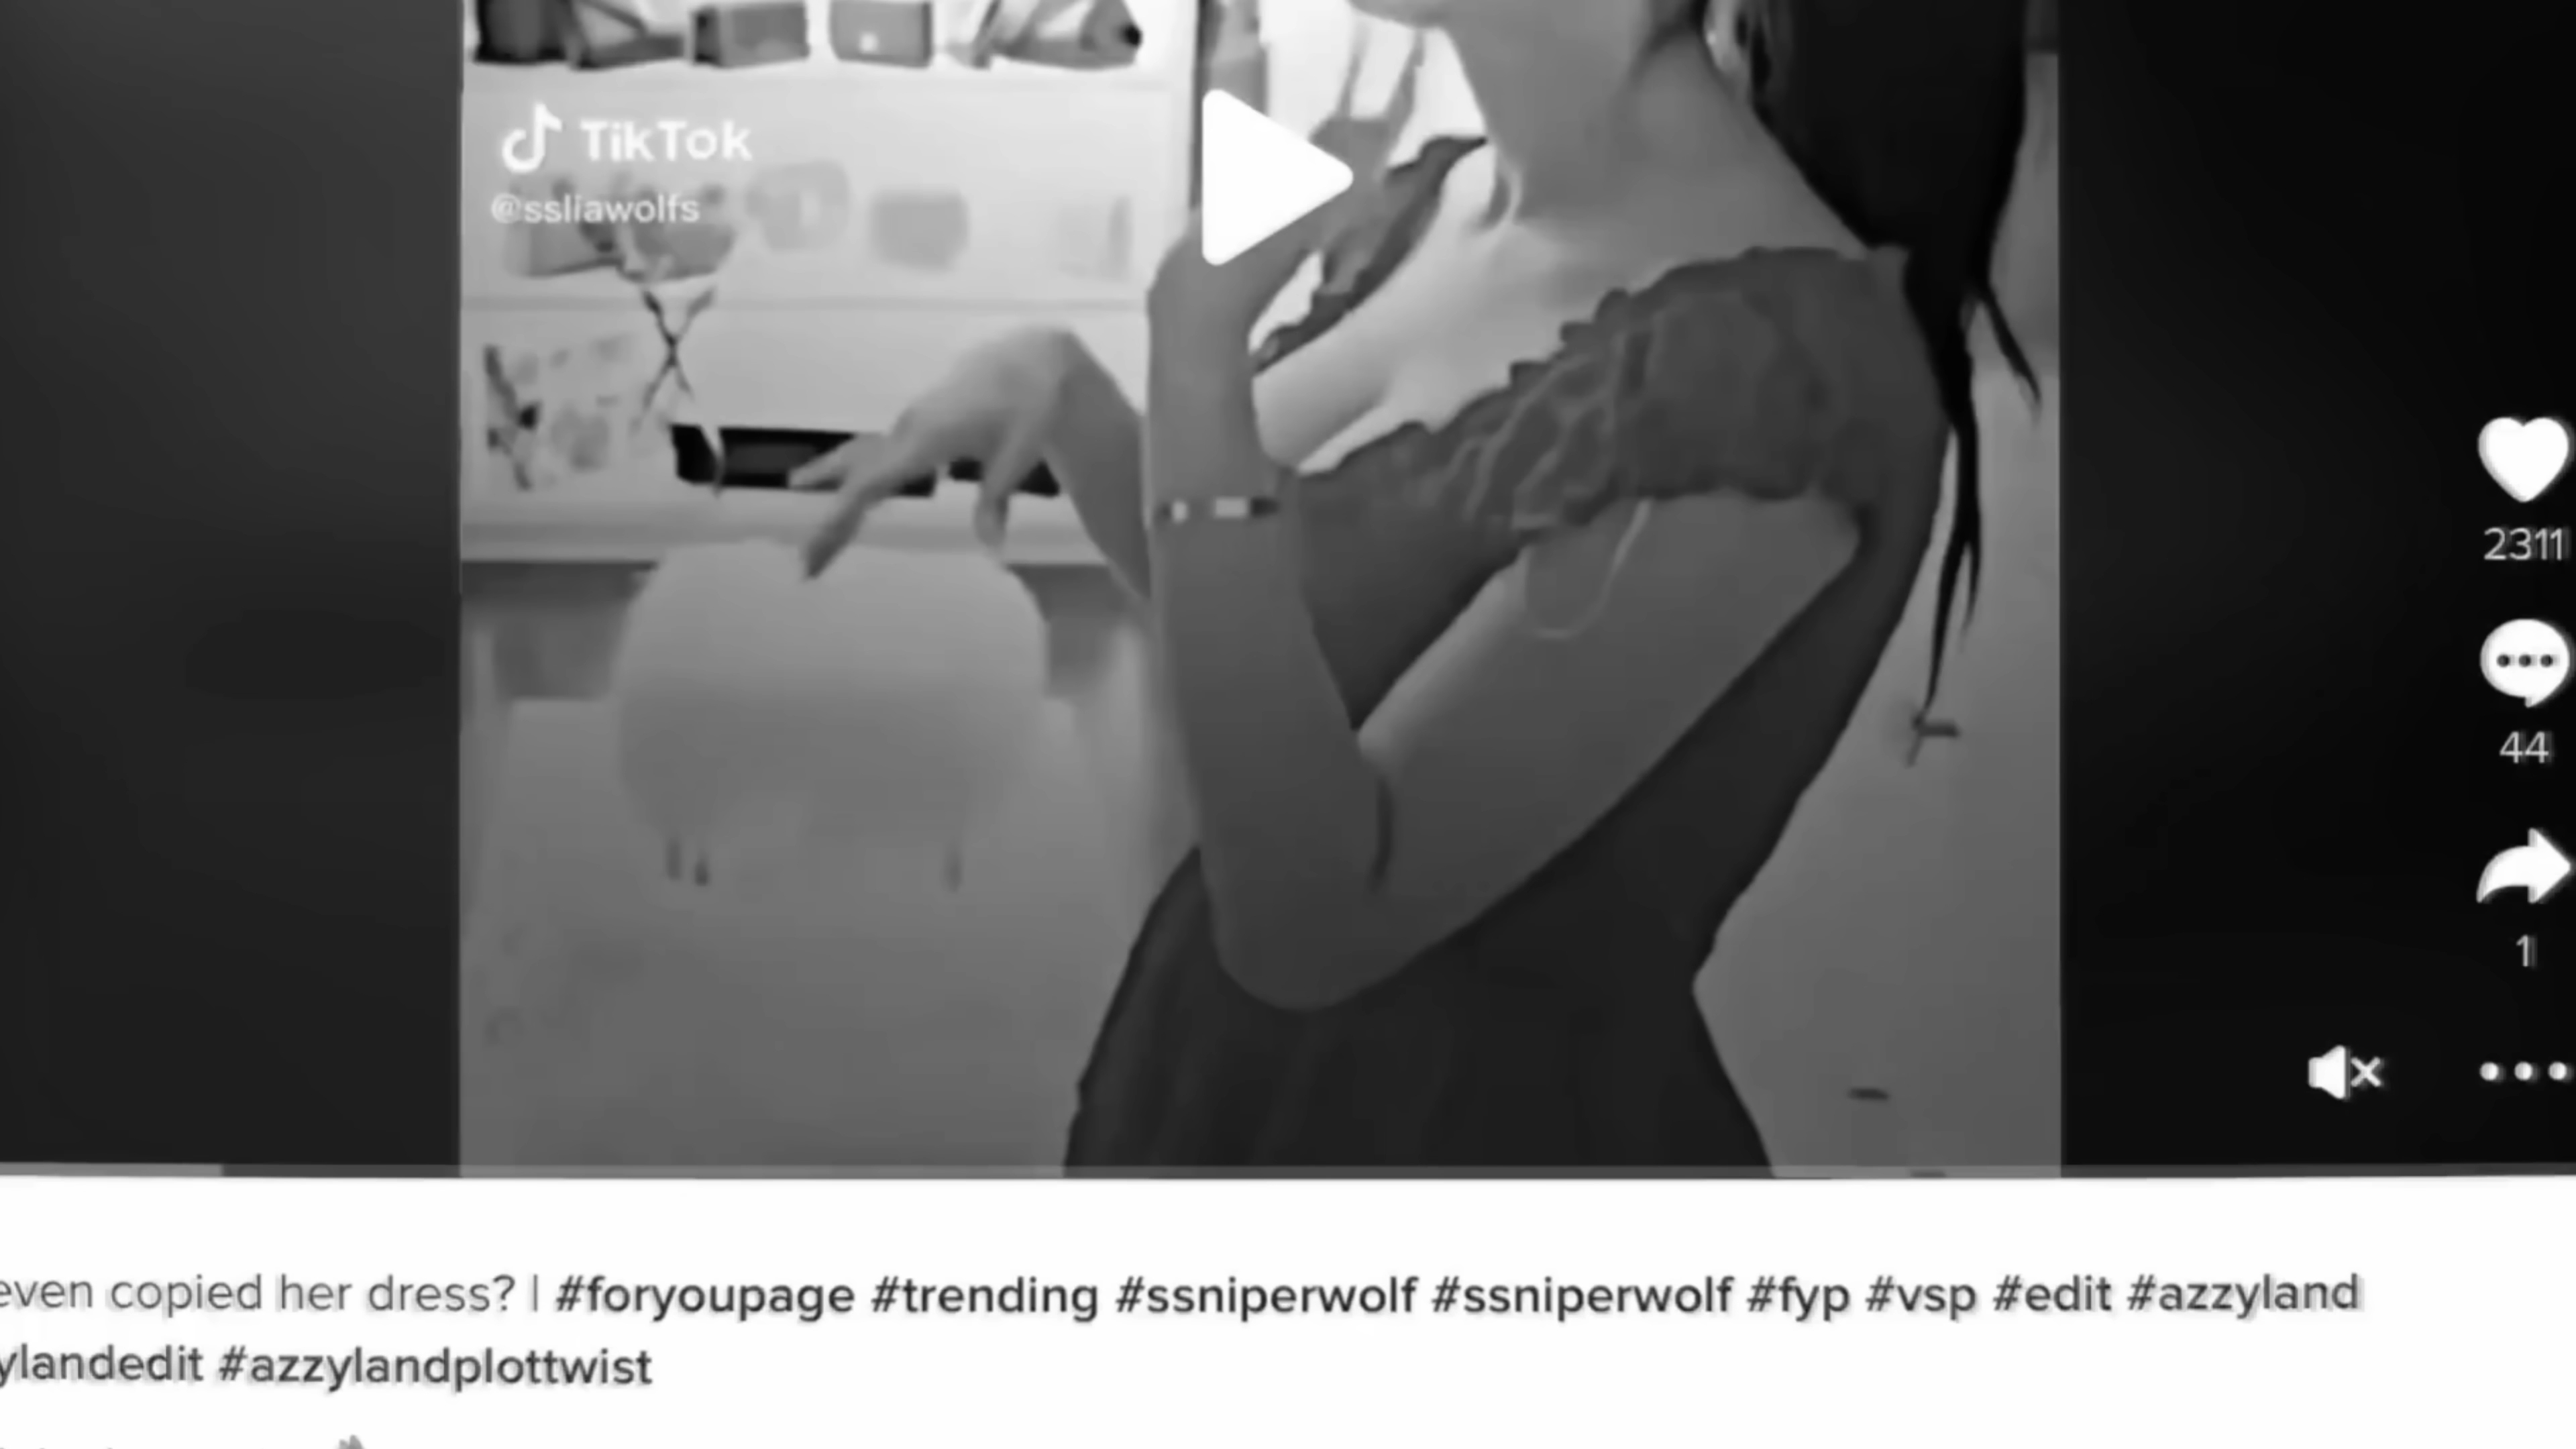 TikTok
@ssliawolfs
2311
44
1
even copied her dress? | #foryoupage #trending #ssniperwolf #ssniperwolf #fyp #vsp #edit #azzyland
ylandedit #azzylandplottwist